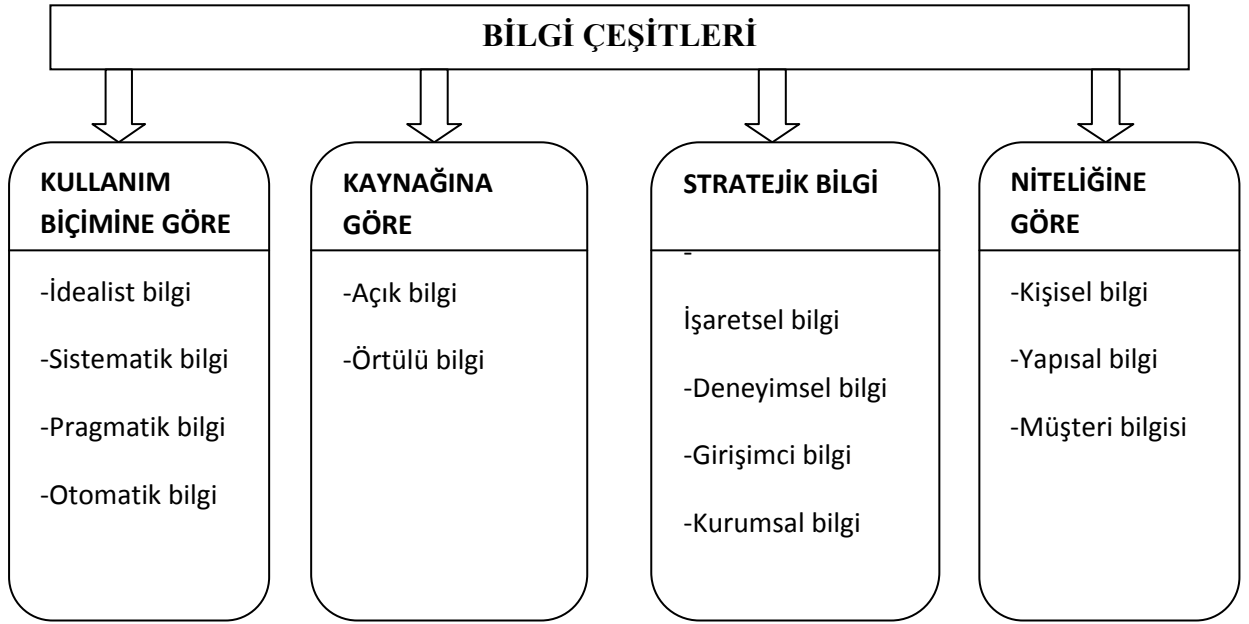 BİLGİ ÇEŞİTLERİ
KULLANIM
BİÇİMİNE GÖRE
-İdealist bilgi
-Sistematik bilgi
-Pragmatik bilgi
-Otomatik bilgi
KAYNAĞINA
GÖRE
-Açık bilgi
-Örtülü bilgi
STRATEJİK BİLGİ
-
İşaretsel bilgi
-Deneyimsel bilgi
-Girişimci bilgi
-Kurumsal bilgi
NİTELİĞİNE
GÖRE
-Kişisel bilgi
-Yapısal bilgi
-Müşteri bilgisi